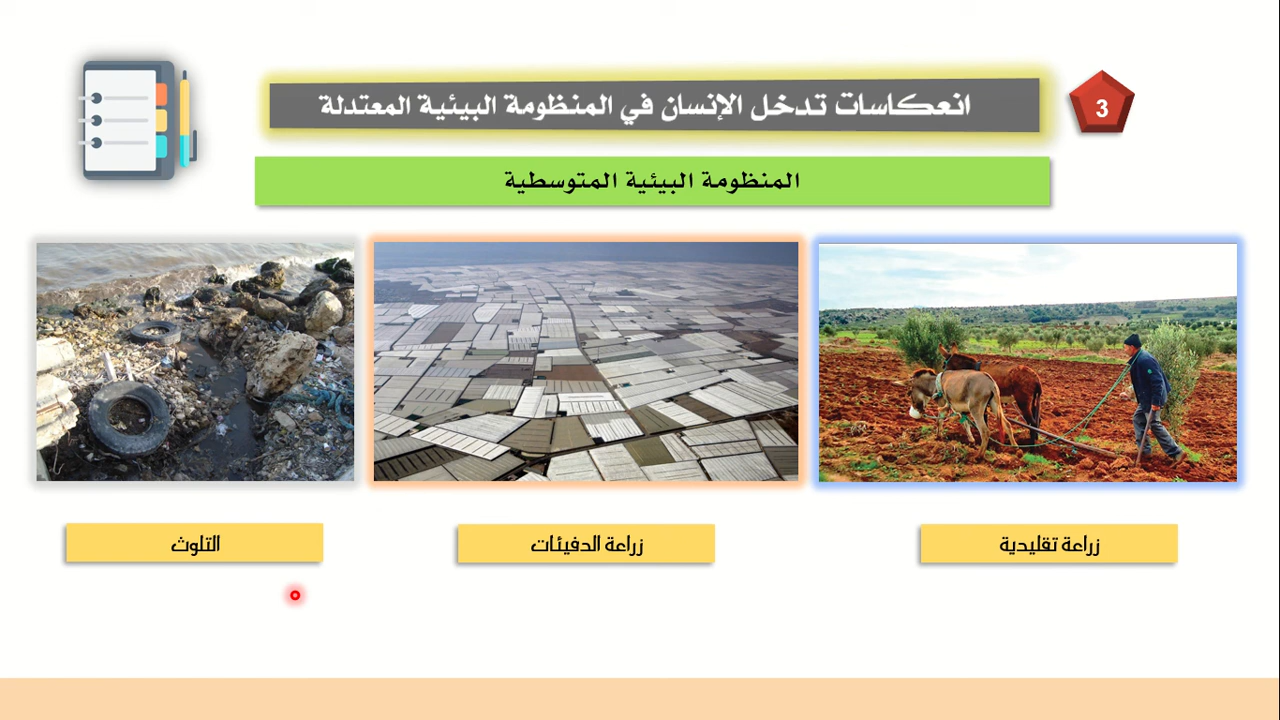 3
انعكاسات تدخل الإنسان في المنظومة البيئية المعتدلة
المنظومة البيئية المتوسطية
زراعة تقليدية
زراعة الدفيئات
التلوث